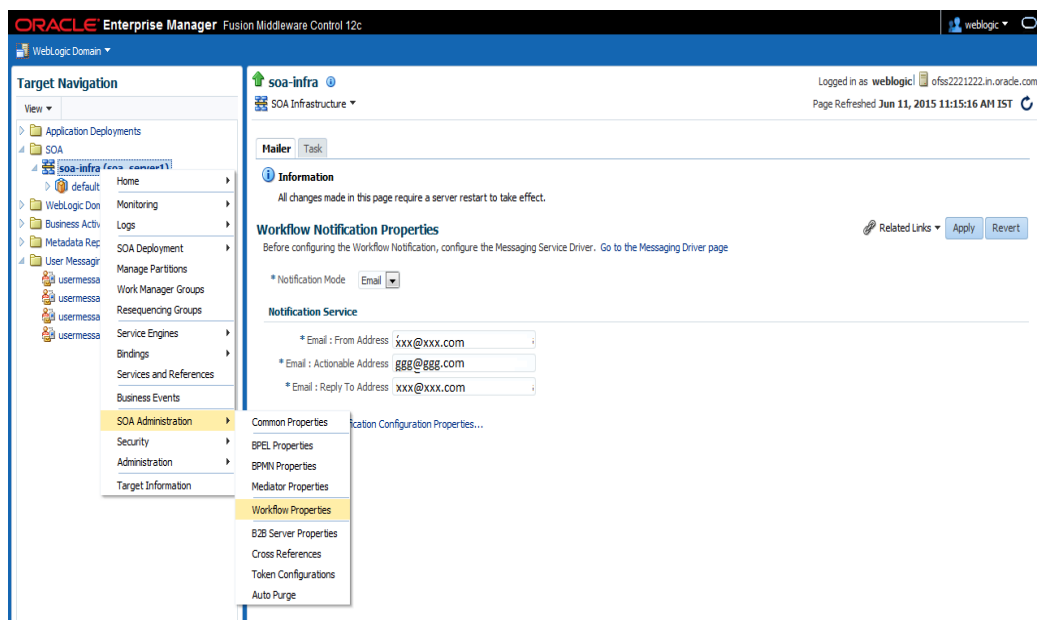 ORACLE Enterprise Manager Fusion Middleware Control 12c
weblogic
WebLogic Domain
Target Navigation
View
Application Deployments
SOA
soa-infra (soa_server1)
default
WebLogic Dom
Business Activ
Metadata Rep
User Messagin
usermessa
usermessa
usermessa
usermessa
Home
Monitoring
Logs
SOA Deployment
Manage Partitions
Work Manager Groups
Resequencing Groups
Service Engines
Bindings
Services and References
Business Events
SOA Administration
Security
Administration
Target Information
Common Properties
BPEL Properties
BPMN Properties
Mediator Properties
Workflow Properties
B2B Server Properties
Cross References
Token Configurations
Auto Purge
soa-infra
SOA Infrastructure
Logged in as weblogic ofss2221222.in.oracle.com
Page Refreshed Jun 11, 2015 11:15:16 AM IST
Mailer Task
Information
All changes made in this page require a server restart to take effect.
Workflow Notification Properties
Related Links Apply Revert
Before configuring the Workflow Notification, configure the Messaging Service Driver. Go to the Messaging Driver page
* Notification Mode Email
Notification Service
* Email : From Address xxx@xxx.com
* Email : Actionable Address ggg@ggg.com
* Email : Reply To Address xxx@xxx.com
fication Configuration Properties...